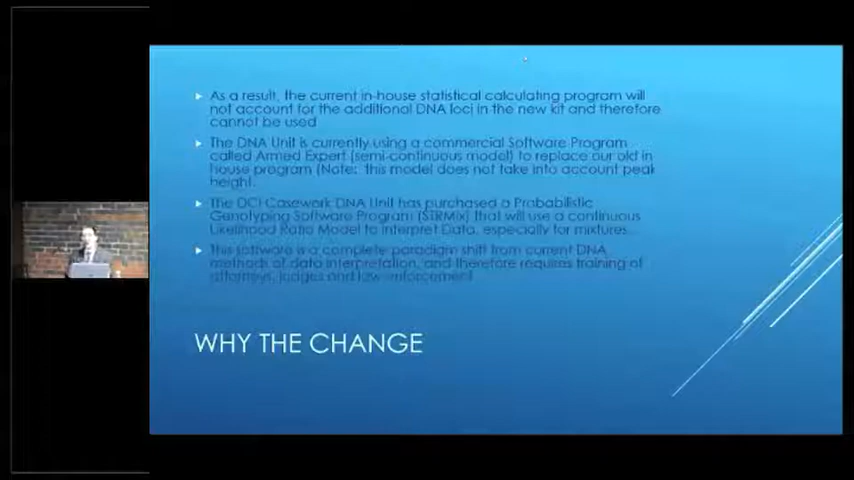 As a result, the current in-house statistical calculating program will
not account for the additional DNA loci in the new kit and therefore
cannot be used
The DNA Unit is currently using a commercial Software Program
called Armed Expert (semi-continuous model) to replace our old in
house program (Note: this model does not take into account peak
height.
The DCI Casework DNA Unit has purchased a Probabilistic
Genotyping Software Program (STRMix) that will use a continuous
Likelihood Ratio Model to interpret Data, especially for mixtures.
This software is a complete paradigm shift from current DNA
methods of data interpretation, and therefore requires training of
attorneys, judges and law enforcement
WHY THE CHANGE